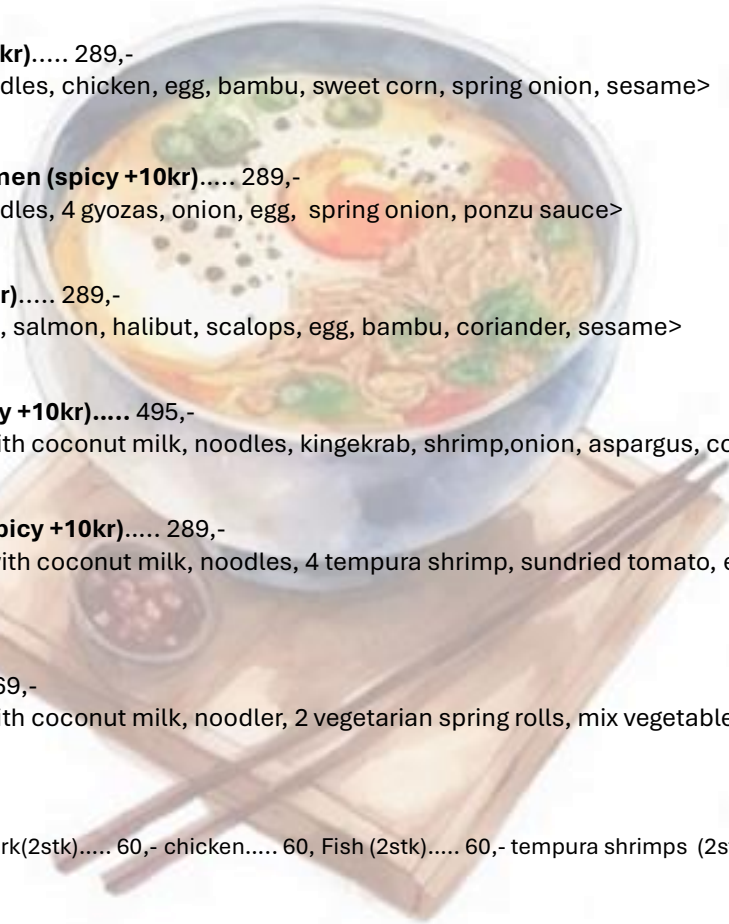 kr)..... 289,-
dles, chicken, egg, bambu, sweet corn, spring onion, sesame>
men (spicy +10kr)..... 289,-
dles, 4 gyozas, onion, egg,  spring onion, ponzu sauce>
r)..... 289,-
, salmon, halibut, scalops, egg, bambu, coriander, sesame>
y +10kr)..... 495,-
ith coconut milk, noodles, kingekrab, shrimp,onion, aspargus, co
picy +10kr)..... 289,-
with coconut milk, noodles, 4 tempura shrimp, sundried tomato, e
69,-
ith coconut milk, noodler, 2 vegetarian spring rolls, mix vegetable
rk(2stk)..... 60,- chicken..... 60, Fish (2stk)..... 60,- tempura shrimps  (2s